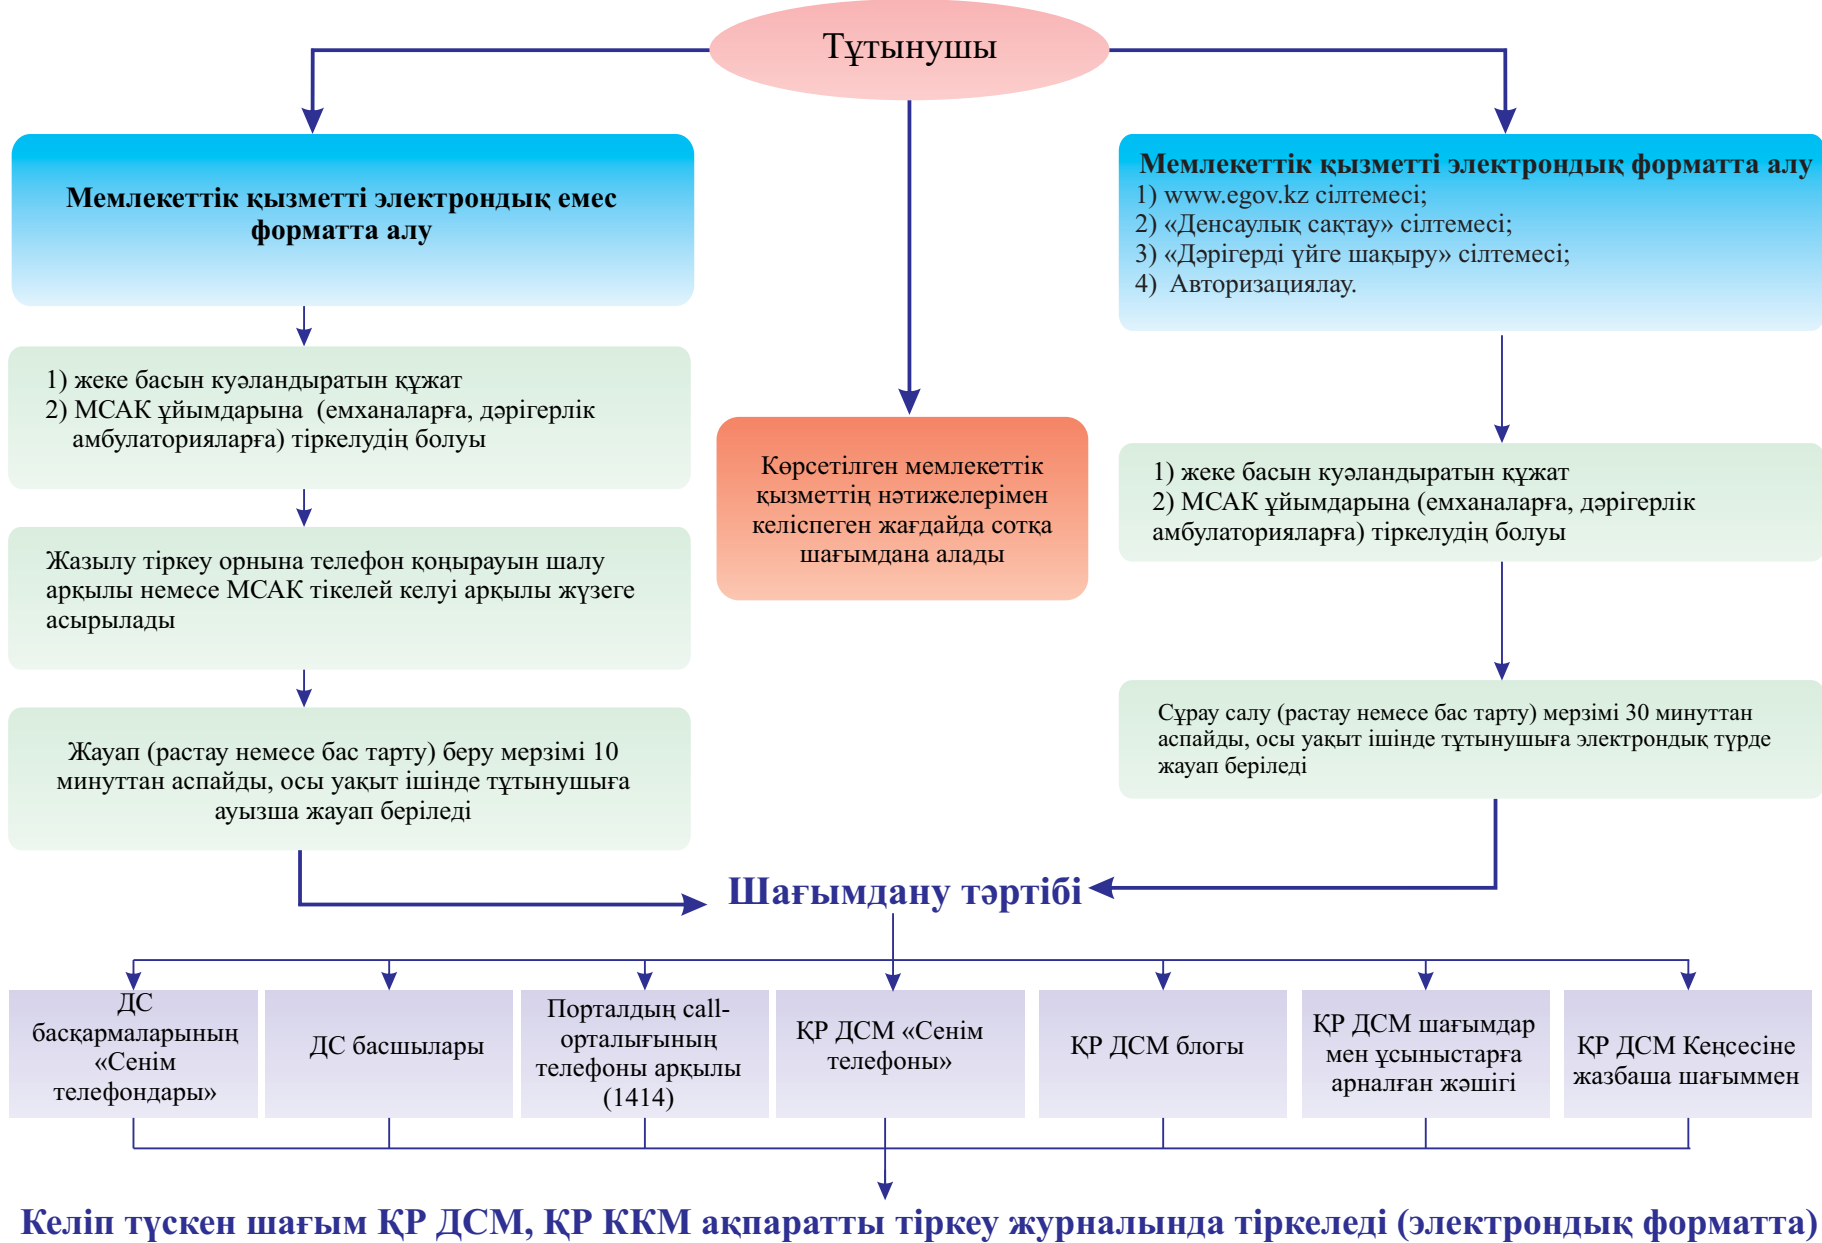 Тұтынушы
Мемлекеттік қызметті электрондық емес
форматта алу
1) жеке басын куәландыратын құжат
2) МСАК ұйымдарына (емханаларға, дәрігерлік
амбулаторияларға) тіркелудің болуы
Жазылу тіркеу орнына телефон қоңырауын шалу
арқылы немесе МСАК тікелей келуі арқылы жүзеге
асырылады
Жауап (растау немесе бас тарту) беру мерзімі 10
минуттан аспайды, осы уақыт ішінде тұтынушыға
ауызша жауап беріледі
Көрсетілген мемлекеттік
қызметтің нәтижелерімен
келіспеген жағдайда сотқа
шағымдана алады
Мемлекеттік қызметті электрондық форматта алу
1) www.egov.kz сілтемесі;
2) «Денсаулық сақтау» сілтемесі;
3) «Дәрігерді үйге шақыру» сілтемесі;
4) Авторизациялау.
1) жеке басын куәландыратын құжат
2) МСАК ұйымдарына (емханаларға, дәрігерлік
амбулаторияларға) тіркелудің болуы
Сұрау салу (растау немесе бас тарту) мерзімі 30 минуттан
аспайды, осы уақыт ішінде тұтынушыға электрондық түрде
жауап беріледі
Шағымдану тәртібі
ДС
басқармаларының
«Сенім
телефондары»
ДС басшылары
Порталдың call-
орталығының
телефоны арқылы
(1414)
ҚР ДСМ «Сенім
телефоны»
ҚР ДСМ блогы
ҚР ДСМ шағымдар
мен ұсыныстарға
арналған жәшігі
ҚР ДСМ Кеңсесіне
жазбаша шағыммен
Келіп түскен шағым ҚР ДСМ, ҚР ККМ ақпаратты тіркеу журналында тіркеледі (электрондық форматта)